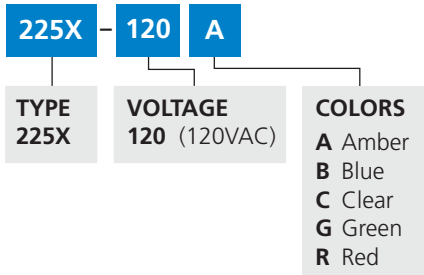 225X – 120 A
TYPE
225X
VOLTAGE
120 (120VAC)
COLORS
A Amber
B Blue
C Clear
G Green
R Red